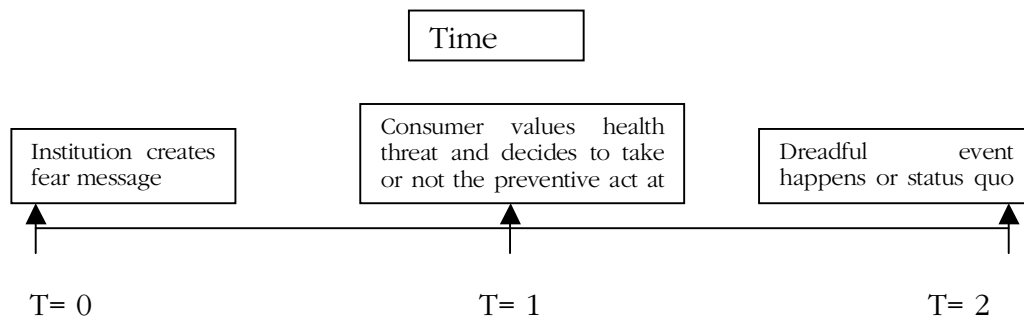 Time
Institution creates
fear message
Consumer values health
threat and decides to take
or not the preventive act at
Dreadful event
happens or status quo
T= 0
T= 1
T= 2